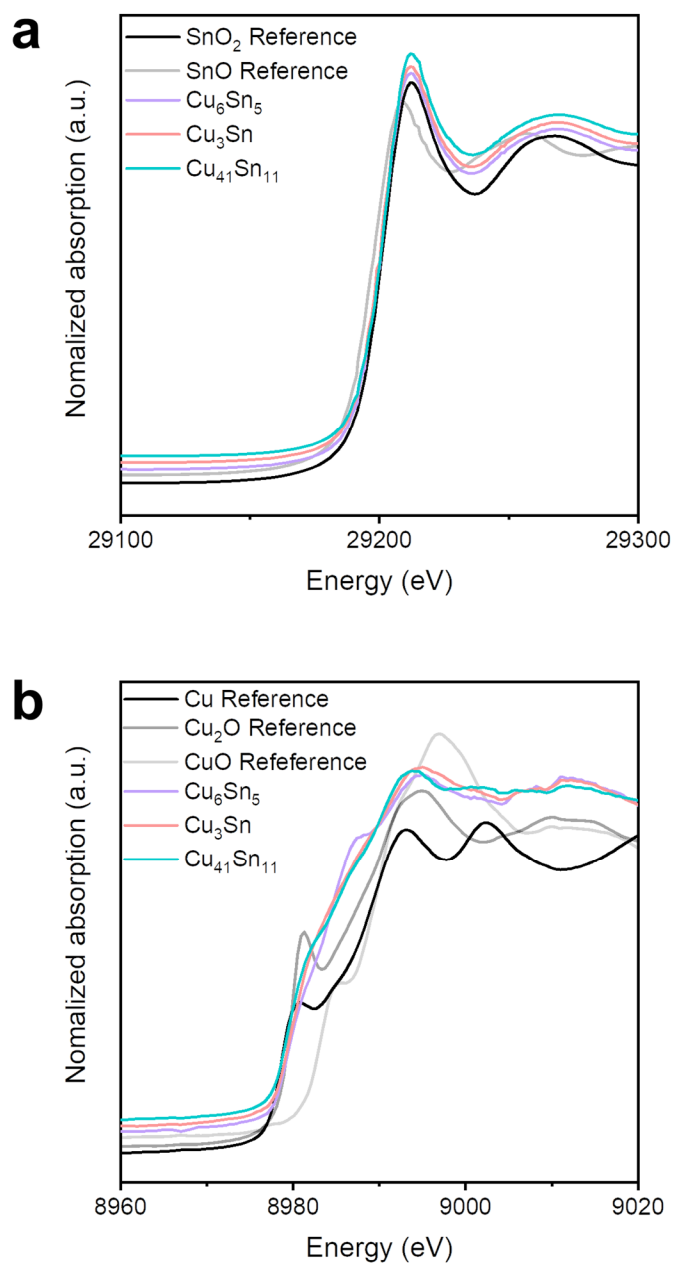 a
SnO₂ Reference
SnO Reference
Cu₆Sn₅
Cu₃Sn
Cu₄₁Sn₁₁
Nomalized absorption (a.u.)
29100
29200
29300
Energy (eV)
b
Cu Reference
Cu₂O Reference
CuO Refeference
Cu₆Sn₅
Cu₃Sn
Cu₄₁Sn₁₁
Nomalized absorption (a.u.)
8960
8980
9000
9020
Energy (eV)